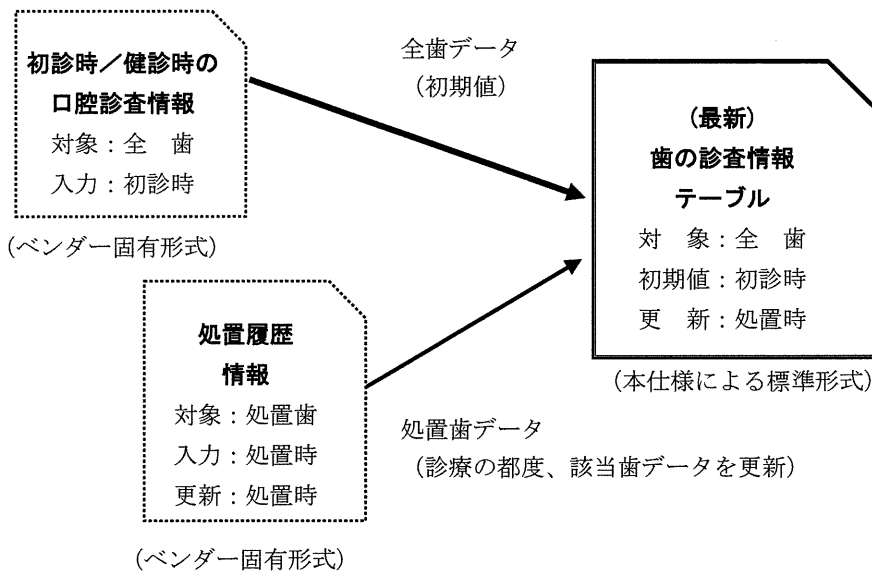 初診時／健診時の
口腔診査情報
対象：全　歯
入力：初診時
(ベンダー固有形式)
全歯データ
(初期値)
(最新)
歯の診査情報
テーブル
対　象：全　歯
初期値：初診時
更　新：処置時
(本仕様による標準形式)
処置履歴
情報
対象：処置歯
入力：処置時
更新：処置時
(ベンダー固有形式)
処置歯データ
(診療の都度、該当歯データを更新)